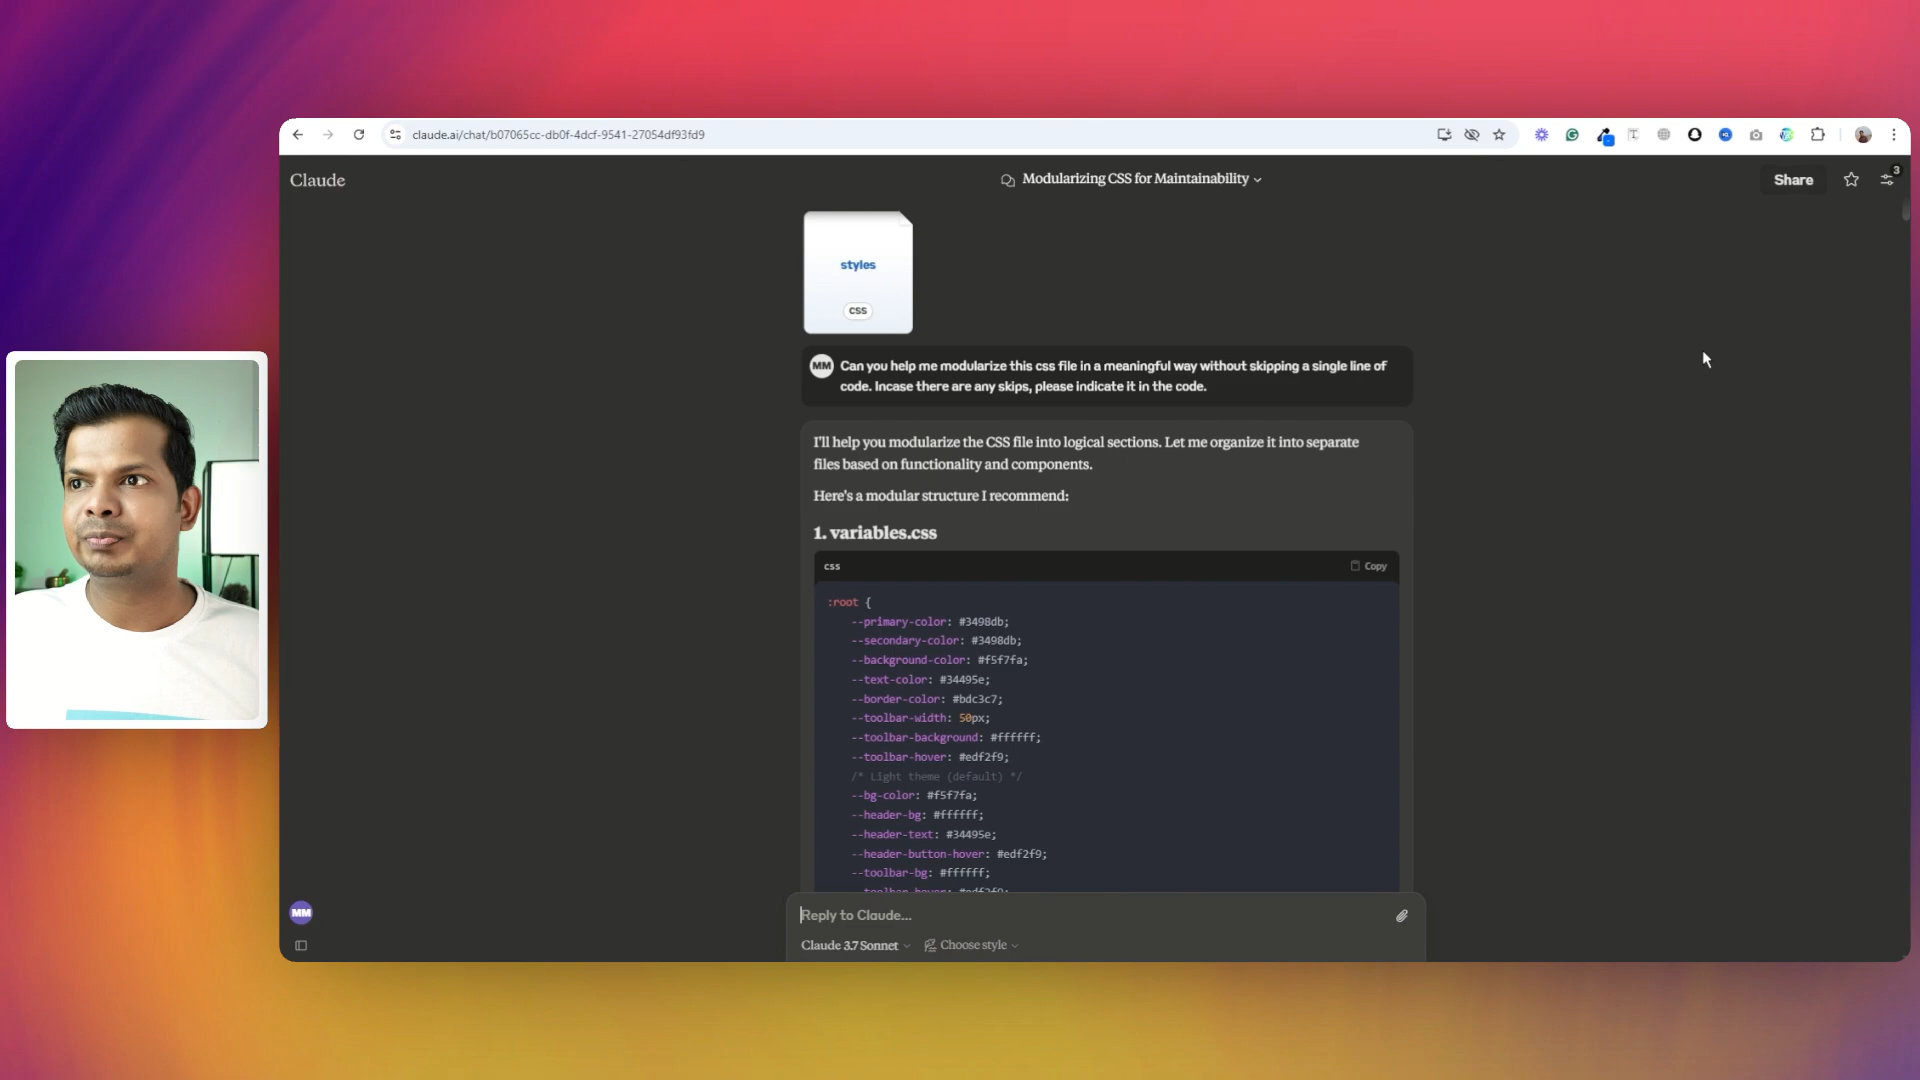 claude.ai/chat/b07065cc-db0f-4dcf-9541-27054df93fd9
Claude
Modularizing CSS for Maintainability
Share
3
styles
CSS
MM
Can you help me modularize this css file in a meaningful way without skipping a single line of
code. Incase there are any skips, please indicate it in the code.
I'll help you modularize the CSS file into logical sections. Let me organize it into separate
files based on functionality and components.
Here's a modular structure I recommend:
1. variables.css
css
Copy
:root {
--primary-color: #3498db;
--secondary-color: #3498db;
--background-color: #f5f7fa;
--text-color: #34495e;
--border-color: #bdc3c7;
--toolbar-width: 50px;
--toolbar-background: #ffffff;
--toolbar-hover: #edf2f9;
/* Light theme (default) */
--bg-color: #f5f7fa;
--header-bg: #ffffff;
--header-text: #34495e;
--header-button-hover: #edf2f9;
--toolbar-bg: #ffffff;
--toolbar-hover: #edf2f9;
MM
Reply to Claude...
Claude 3.7 Sonnet
Choose style